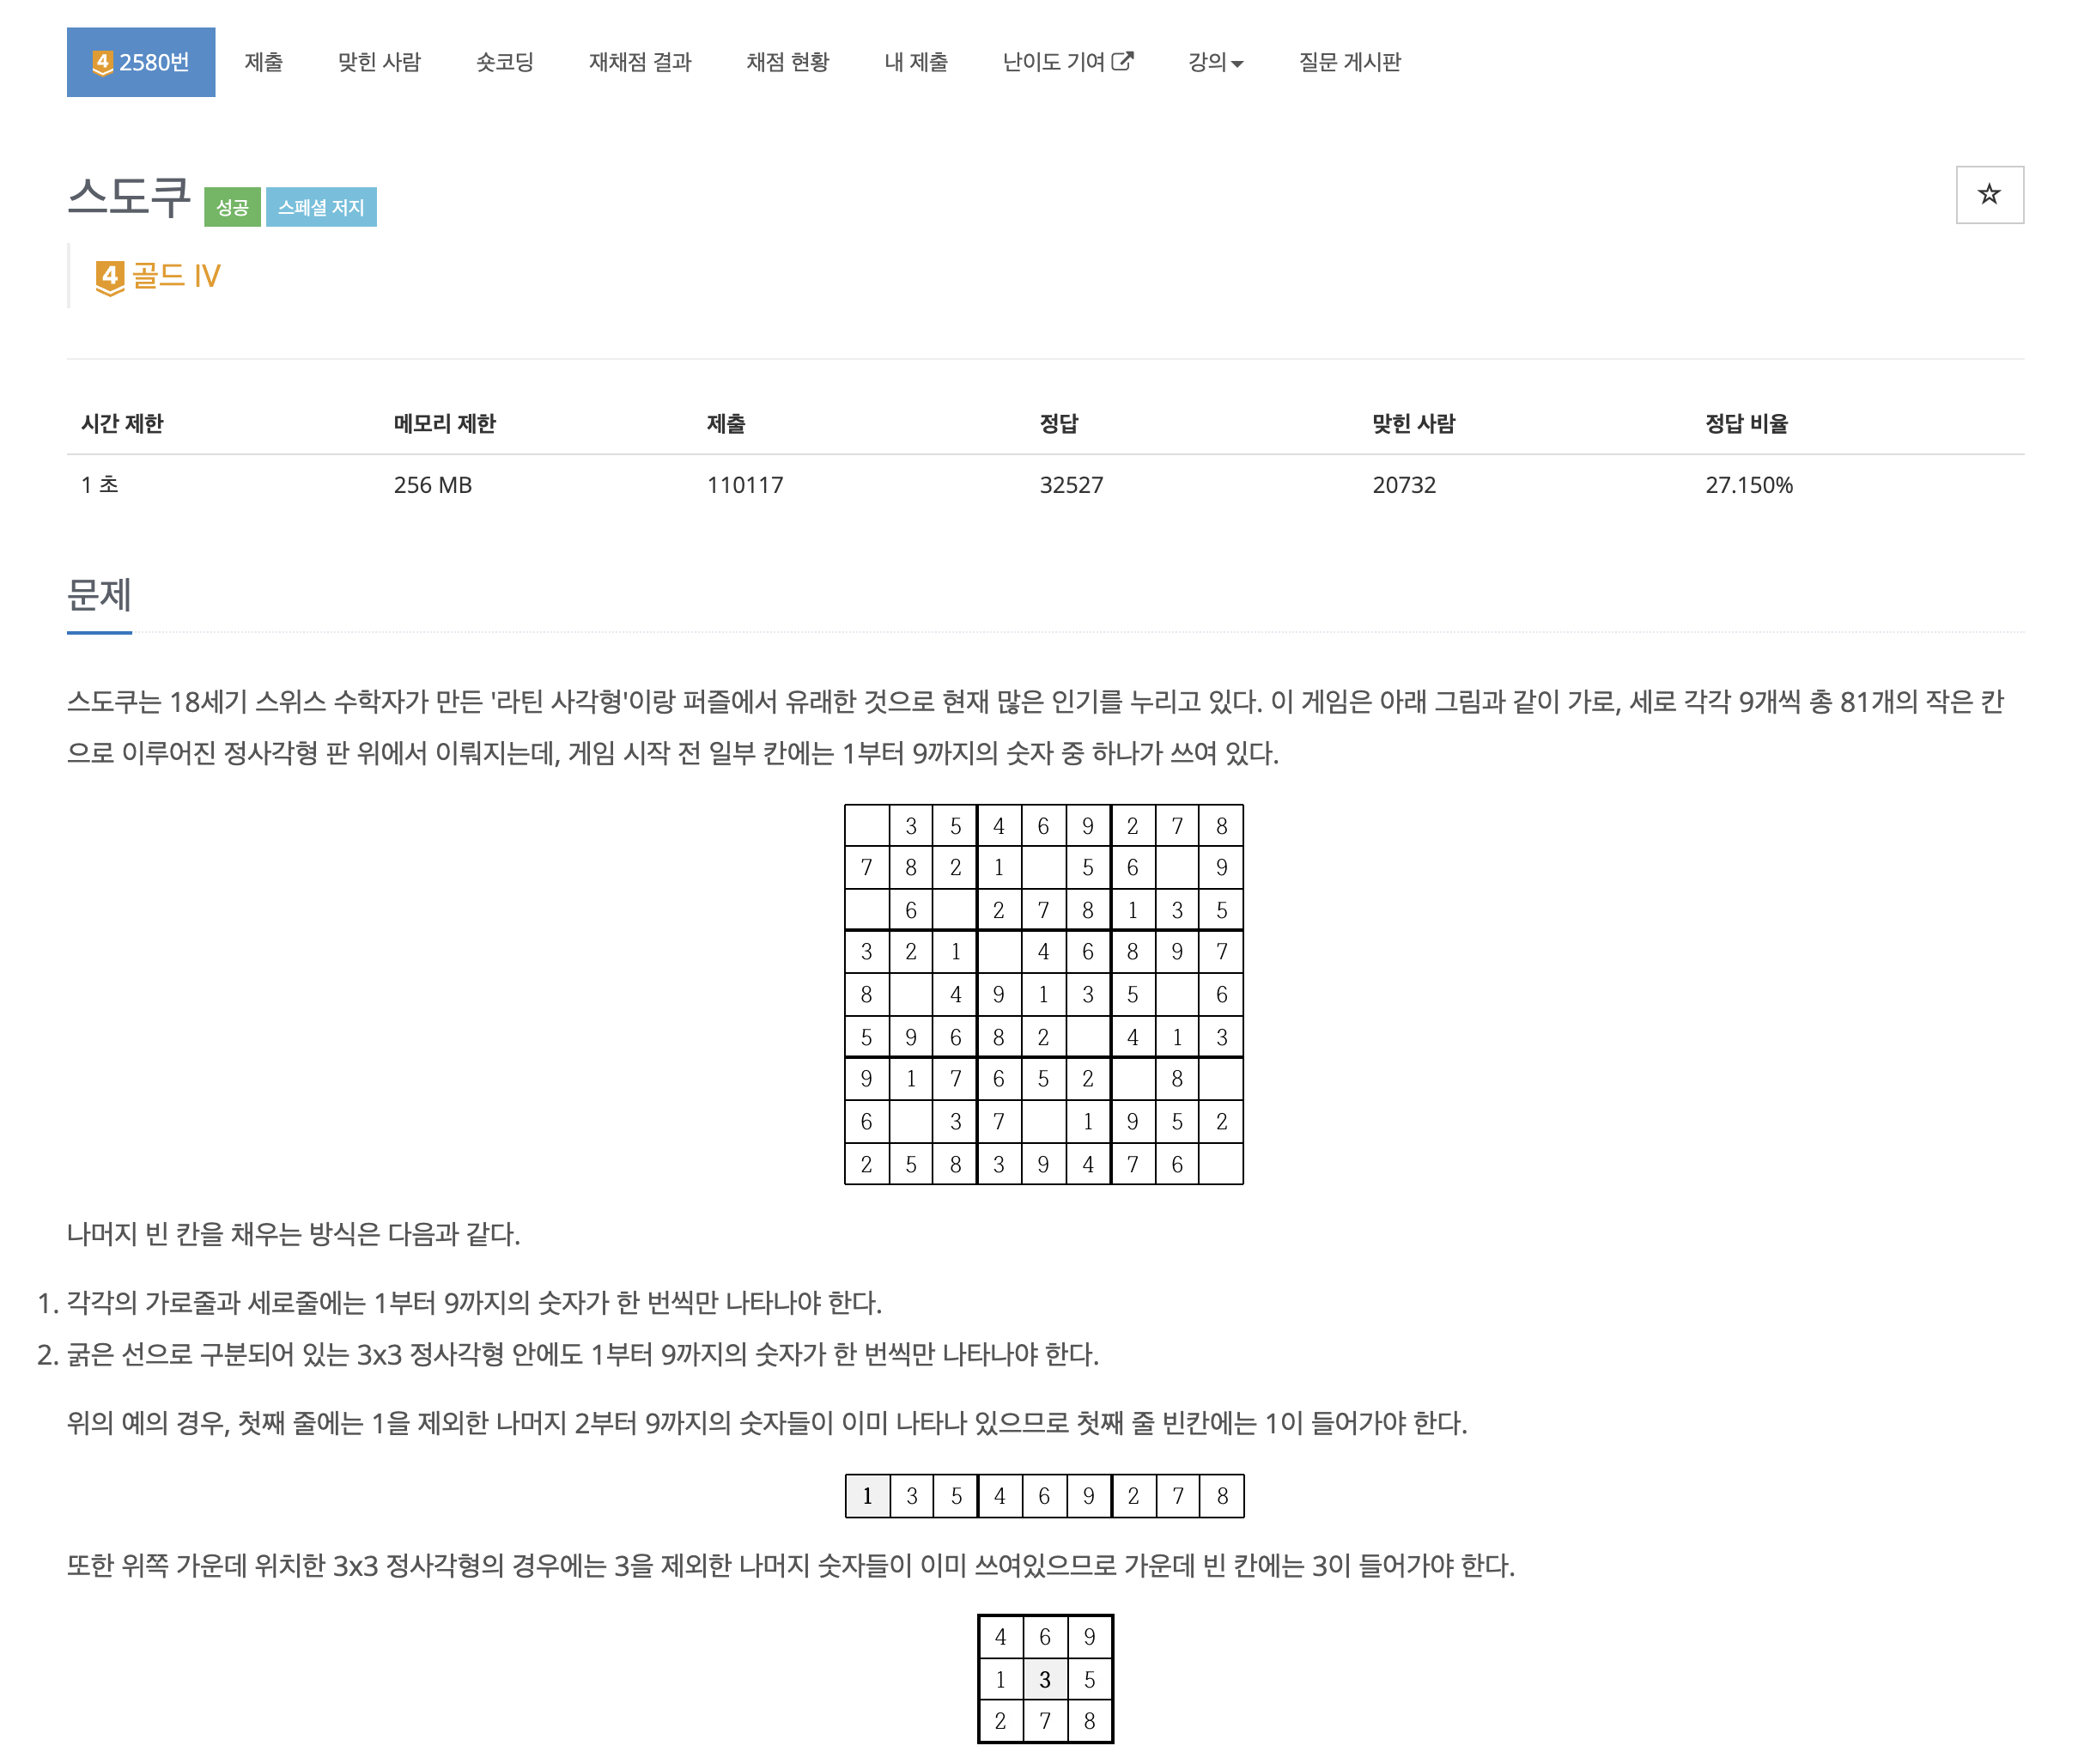 4 2580번 제출 맞힌 사람 숏코딩 재채점 결과 채점 현황 내 제출 난이도 기여 강의 질문 게시판
스도쿠 성공 스페셜 저지
4 골드 IV
시간 제한 메모리 제한 제출 정답 맞힌 사람 정답 비율
1 초 256 MB 110117 32527 20732 27.150%
문제
스도쿠는 18세기 스위스 수학자가 만든 '라틴 사각형'이랑 퍼즐에서 유래한 것으로 현재 많은 인기를 누리고 있다. 이 게임은 아래 그림과 같이 가로, 세로 각각 9개씩 총 81개의 작은 칸
으로 이루어진 정사각형 판 위에서 이뤄지는데, 게임 시작 전 일부 칸에는 1부터 9까지의 숫자 중 하나가 쓰여 있다.
3 5 4 6 9 2 7 8
7 8 2 1 5 6 9
6 2 7 8 1 3 5
3 2 1 4 6 8 9 7
8 4 9 1 3 5 6
5 9 6 8 2 4 1 3
9 1 7 6 5 2 8
6 3 7 1 9 5 2
2 5 8 3 9 4 7 6
나머지 빈 칸을 채우는 방식은 다음과 같다.
1. 각각의 가로줄과 세로줄에는 1부터 9까지의 숫자가 한 번씩만 나타나야 한다.
2. 굵은 선으로 구분되어 있는 3x3 정사각형 안에도 1부터 9까지의 숫자가 한 번씩만 나타나야 한다.
위의 예의 경우, 첫째 줄에는 1을 제외한 나머지 2부터 9까지의 숫자들이 이미 나타나 있으므로 첫째 줄 빈칸에는 1이 들어가야 한다.
1 3 5 4 6 9 2 7 8
또한 위쪽 가운데 위치한 3x3 정사각형의 경우에는 3을 제외한 나머지 숫자들이 이미 쓰여있으므로 가운데 빈 칸에는 3이 들어가야 한다.
4 6 9
1 3 5
2 7 8